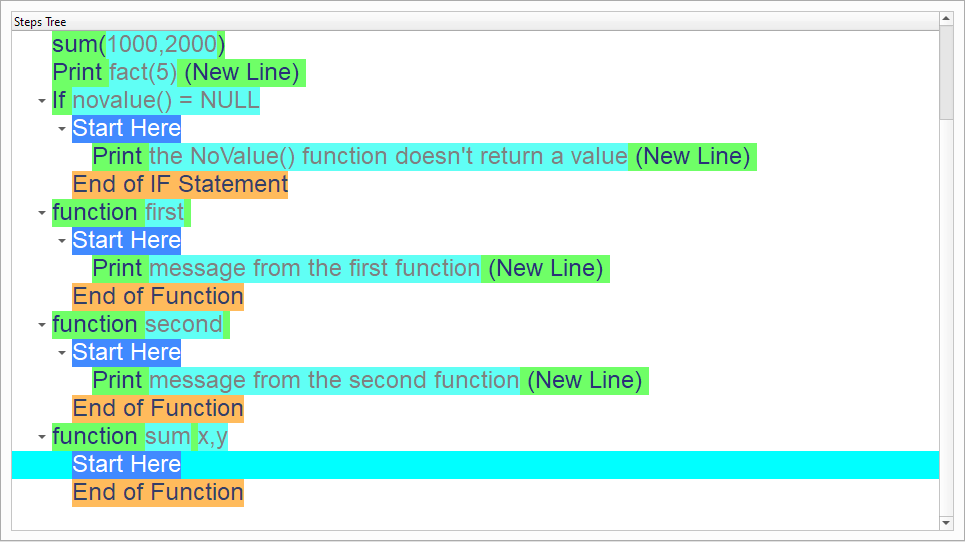 Steps Tree
sum(1000,2000)
Print fact(5) (New Line)
If novalue() = NULL
Start Here
Print the NoValue() function doesn't return a value (New Line)
End of IF Statement
function first
Start Here
Print message from the first function (New Line)
End of Function
function second
Start Here
Print message from the second function (New Line)
End of Function
function sum x,y
Start Here
End of Function